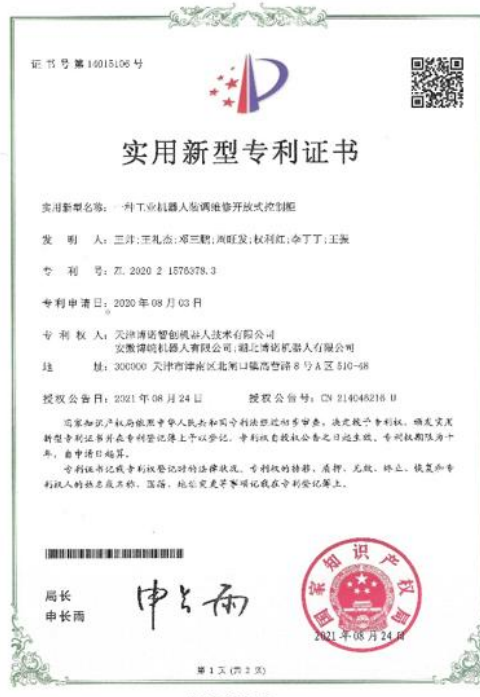 证书号第14015106号
实用新型专利证书
实用新型名称：一种工业机器人装调维修开放式控制柜
发明人：王沣;王礼杰;邓三鹏;周旺发;权利红;李丁丁;王振
专利号：ZL 2020 2 1576378.3
专利申请日：2020年08月03日
专利权人：天津博诺智创机器人技术有限公司
安徽博皖机器人有限公司;湖北博诺机器人有限公司
地址：300000 天津市津南区北闸口镇高营路8号A区510-48
授权公告日：2021年08月24日 授权公告号：CN 214046216 U
国家知识产权局依照中华人民共和国专利法经过初步审查，决定授予专利权，颁发实用
新型专利证书并在专利登记簿上予以登记。专利权自授权公告之日起生效。专利权期限为十
年，自申请日起算。
专利证书记载专利权登记时的法律状况。专利权的转移、质押、无效、终止、恢复和专
利权人的姓名或名称、国籍、地址变更等事项记载在专利登记簿上。
局长
申长雨
申长雨
国家知识产权局
2021年08月24日
第1页(共2页)